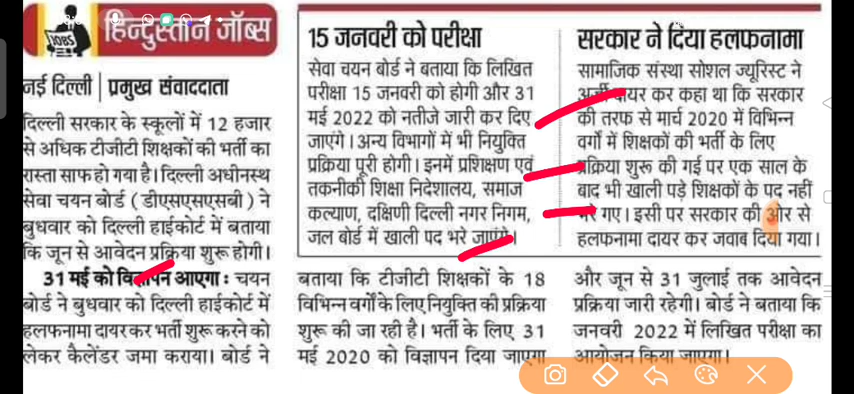 JOBS
हिन्दुस्तान जॉब्स
नई दिल्ली | प्रमुख संवाददाता
दिल्ली सरकार के स्कूलों में 12 हजार
से अधिक टीजीटी शिक्षकों की भर्ती का
रास्ता साफ हो गया है। दिल्ली अधीनस्थ
सेवा चयन बोर्ड (डीएसएसएसबी) ने
बुधवार को दिल्ली हाईकोर्ट में बताया
कि जून से आवेदन प्रक्रिया शुरू होगी।
31 मई को विज्ञापन आएगा : चयन
बोर्ड ने बुधवार को दिल्ली हाईकोर्ट में
हलफनामा दायर कर भर्ती शुरू करने को
लेकर कैलेंडर जमा कराया। बोर्ड ने
15 जनवरी को परीक्षा
सेवा चयन बोर्ड ने बताया कि लिखित
परीक्षा 15 जनवरी को होगी और 31
मई 2022 को नतीजे जारी कर दिए
जाएंगे। अन्य विभागों में भी नियुक्ति
प्रक्रिया पूरी होगी। इनमें प्रशिक्षण एवं
तकनीकी शिक्षा निदेशालय, समाज
कल्याण, दक्षिणी दिल्ली नगर निगम,
जल बोर्ड में खाली पद भरे जाएंगे।
सरकार ने दिया हलफनामा
सामाजिक संस्था सोशल ज्यूरिस्ट ने
अर्जी दायर कर कहा था कि सरकार
की तरफ से मार्च 2020 में विभिन्न
वर्गों में शिक्षकों की भर्ती के लिए
प्रक्रिया शुरू की गई पर एक साल के
बाद भी खाली पड़े शिक्षकों के पद नहीं
भरे गए। इसी पर सरकार की ओर से
हलफनामा दायर कर जवाब दिया गया।
बताया कि टीजीटी शिक्षकों के 18
विभिन्न वर्गों के लिए नियुक्ति की प्रक्रिया
शुरू की जा रही है। भर्ती के लिए 31
मई 2020 को विज्ञापन दिया जाएगा
और जून से 31 जुलाई तक आवेदन
प्रक्रिया जारी रहेगी। बोर्ड ने बताया कि
जनवरी 2022 में लिखित परीक्षा का
आयोजन किया जाएगा।